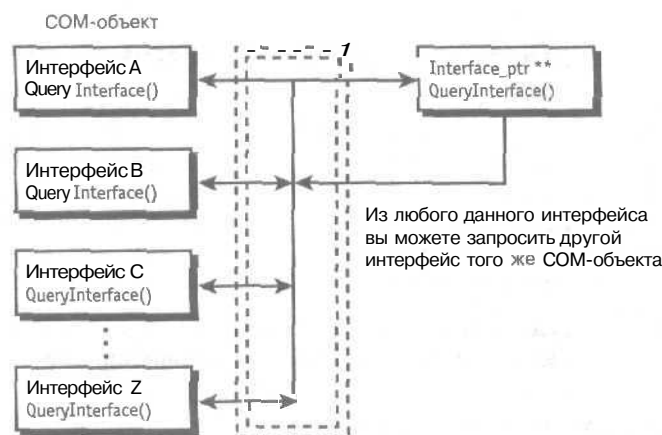 COM-объект
Интерфейс A
Query Interface()
1
Interface_ptr **
QueryInterface()
Интерфейс B
Query Interface()
Из любого данного интерфейса
вы можете запросить другой
интерфейс того же COM-объекта
Интерфейс C
QueryInterface()
Интерфейс Z
QueryInterface()